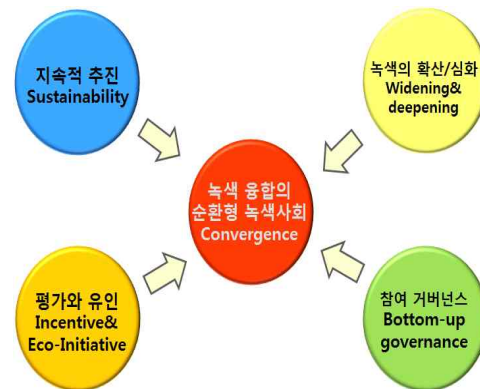 지속적 추진
Sustainability
녹색의 확산/심화
Widening&
deepening
녹색 융합의
순환형 녹색사회
Convergence
평가와 유인
Incentive&
Eco-Initiative
참여 거버넌스
Bottom-up
governance